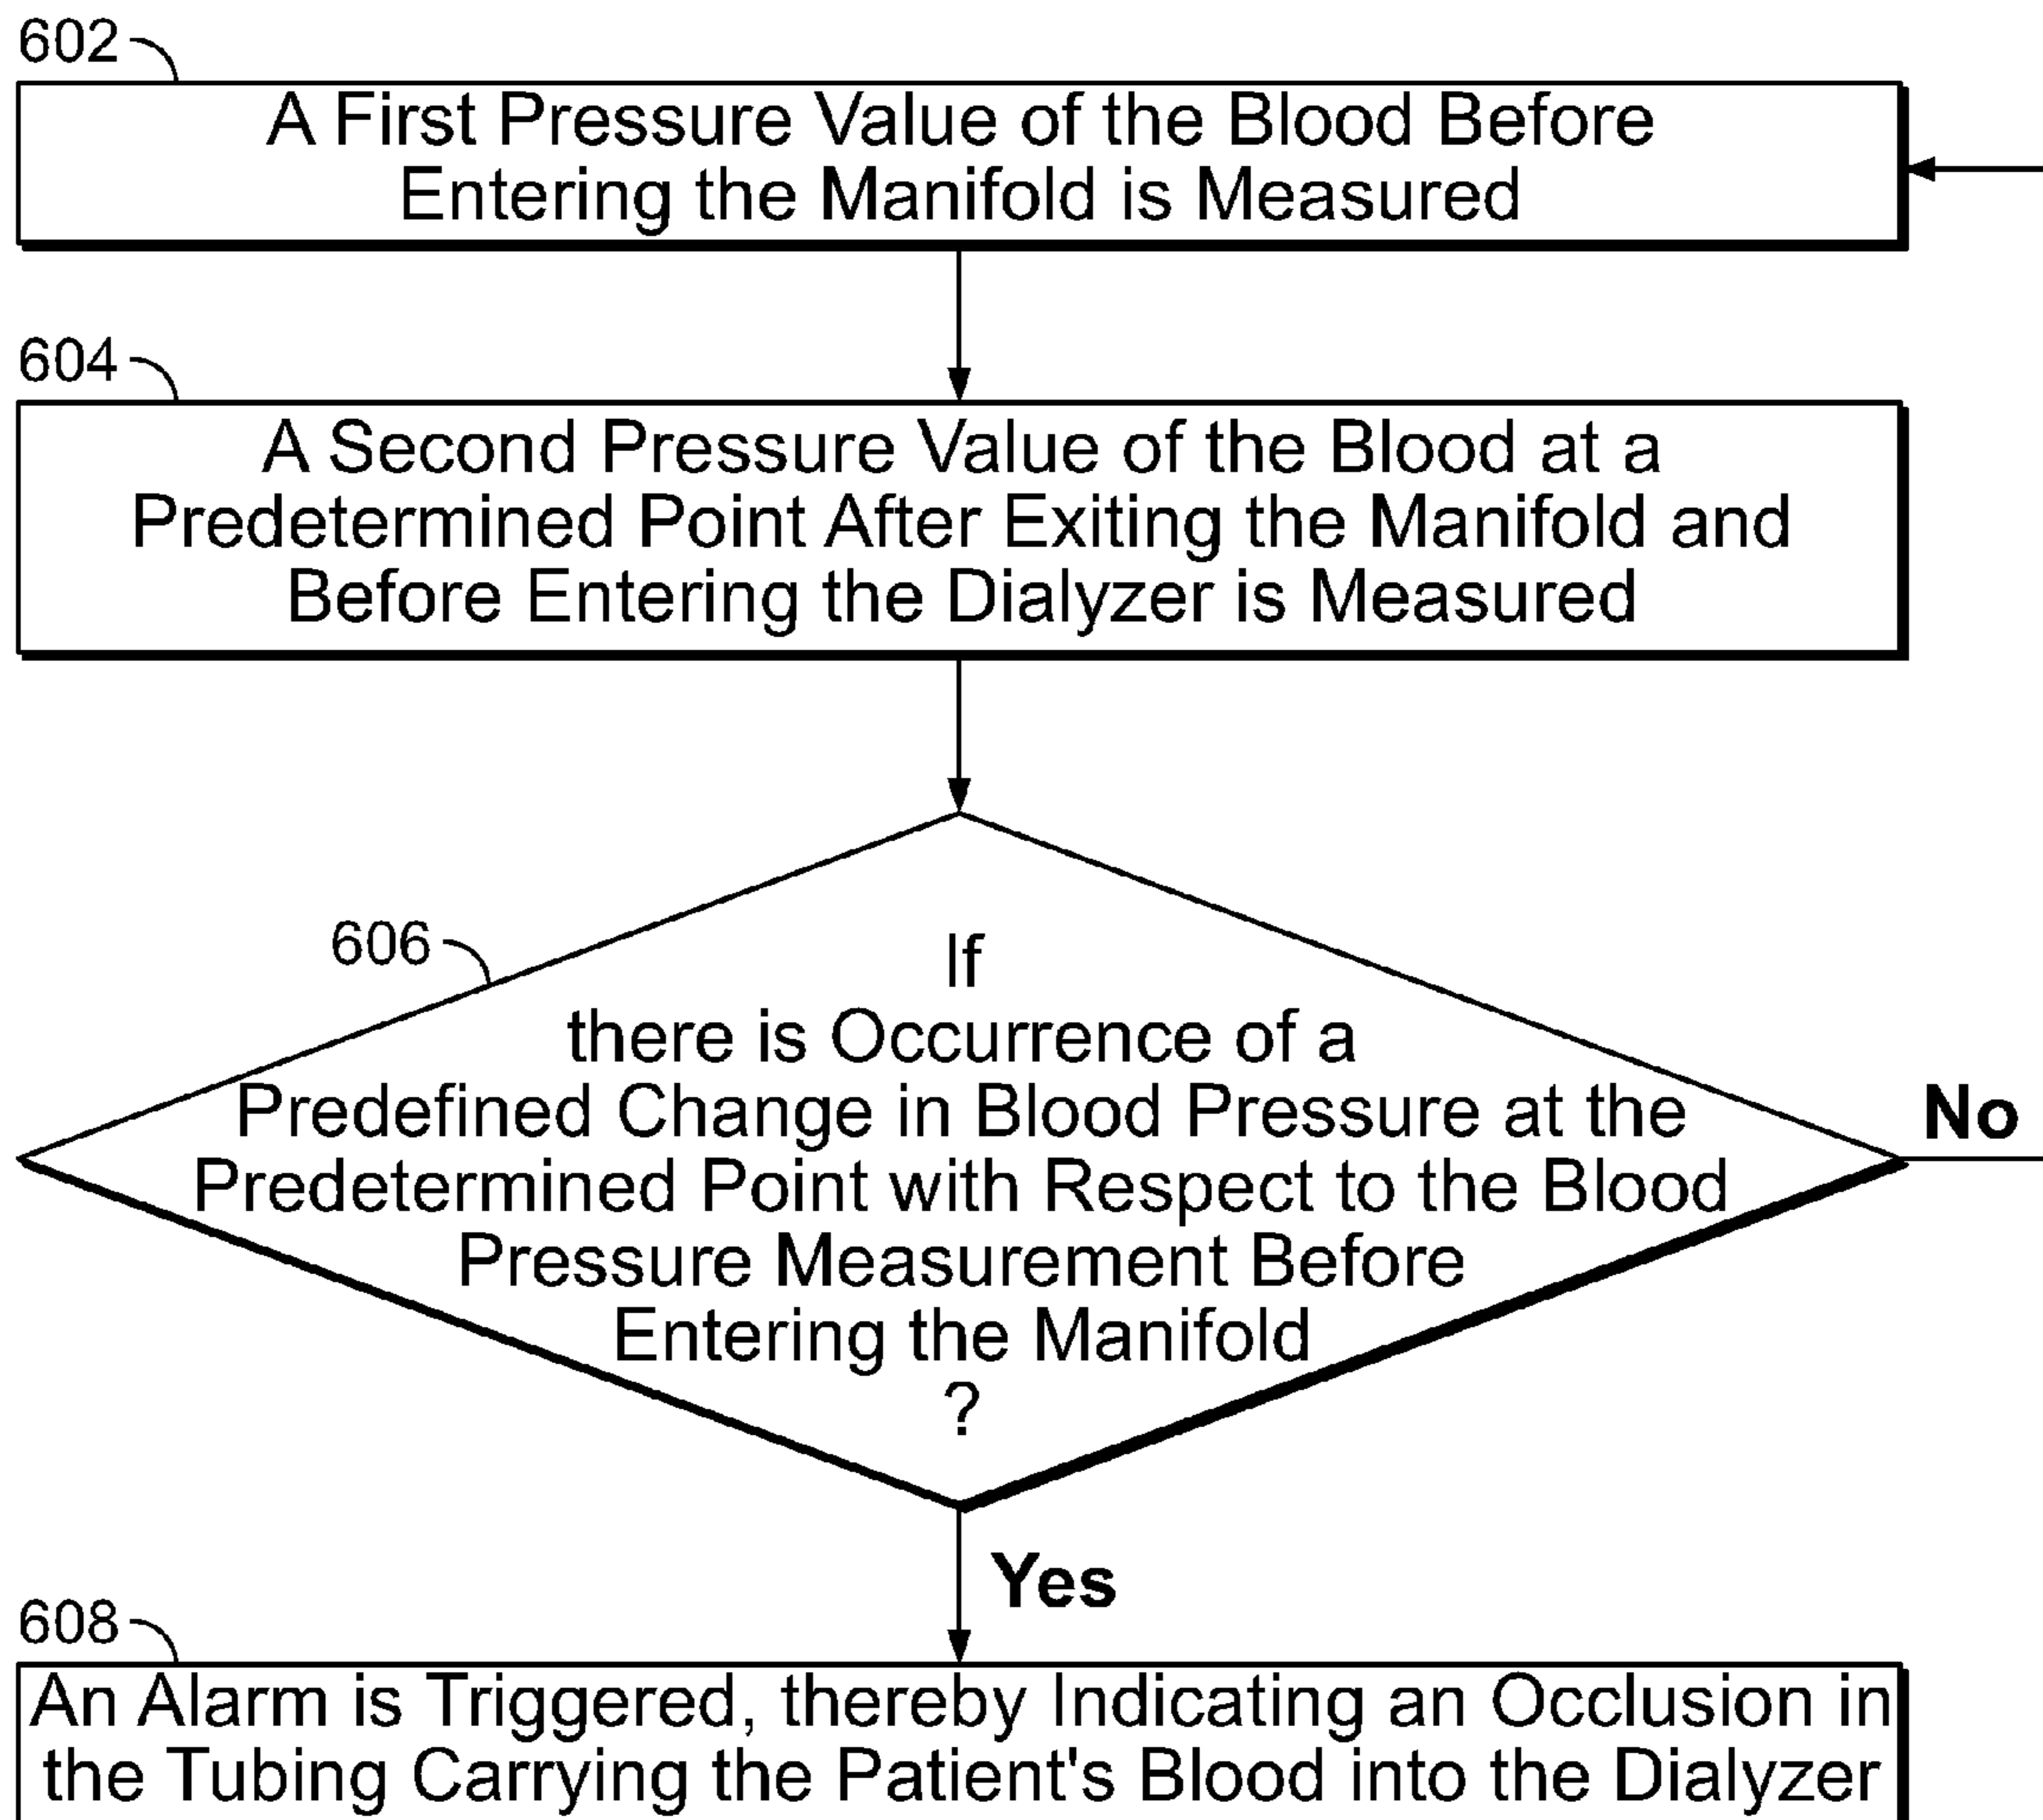 602
A First Pressure Value of the Blood Before
Entering the Manifold is Measured
604
A Second Pressure Value of the Blood at a
Predetermined Point After Exiting the Manifold and
Before Entering the Dialyzer is Measured
606
If
there is Occurrence of a
Predefined Change in Blood Pressure at the
Predetermined Point with Respect to the Blood
Pressure Measurement Before
Entering the Manifold
?
No
Yes
608
An Alarm is Triggered, thereby Indicating an Occlusion in
the Tubing Carrying the Patient's Blood into the Dialyzer